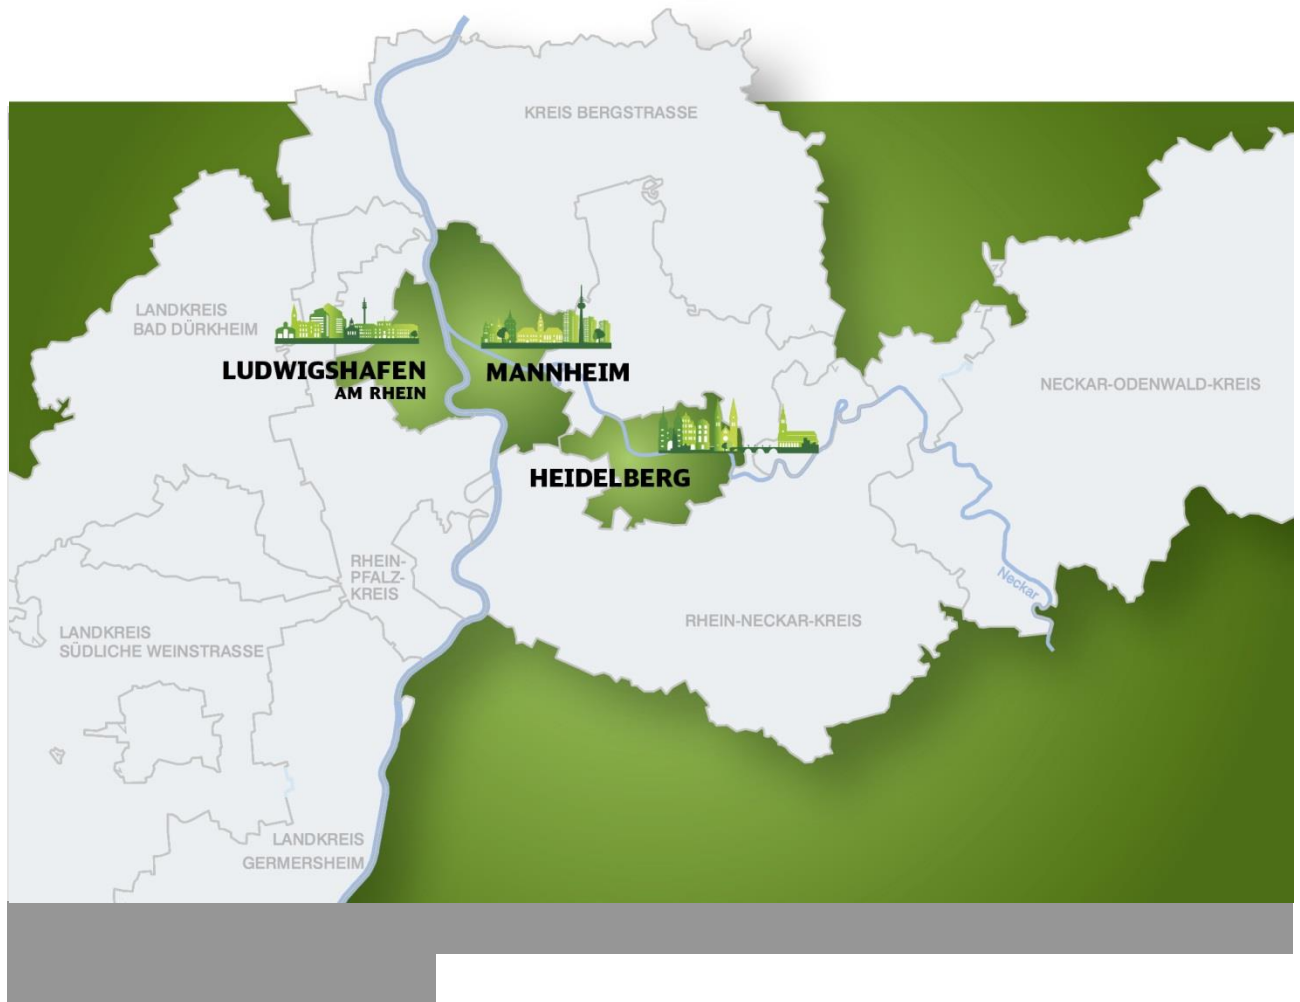 KREIS BERGSTRASSE
LANDKREIS
BAD DÜRKHEIM
LUDWIGSHAFEN
AM RHEIN
MANNHEIM
NECKAR-ODENWALD-KREIS
HEIDELBERG
RHEIN-
PFALZ-
KREIS
Neckar
RHEIN-NECKAR-KREIS
LANDKREIS
SÜDLICHE WEINSTRASSE
LANDKREIS
GERMERSHEIM